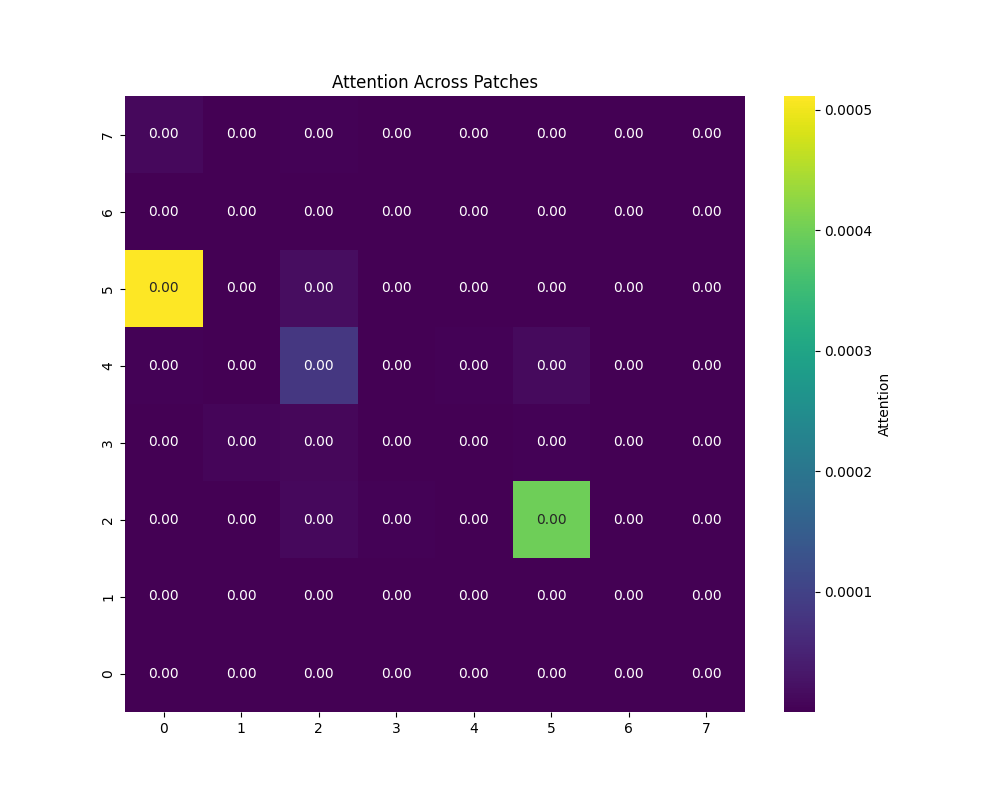 Attention Across Patches
7 0.00 0.00 0.00 0.00 0.00 0.00 0.00 0.00
6 0.00 0.00 0.00 0.00 0.00 0.00 0.00 0.00
5 0.00 0.00 0.00 0.00 0.00 0.00 0.00 0.00
4 0.00 0.00 0.00 0.00 0.00 0.00 0.00 0.00
3 0.00 0.00 0.00 0.00 0.00 0.00 0.00 0.00
2 0.00 0.00 0.00 0.00 0.00 0.00 0.00 0.00
1 0.00 0.00 0.00 0.00 0.00 0.00 0.00 0.00
0 0.00 0.00 0.00 0.00 0.00 0.00 0.00 0.00
0 1 2 3 4 5 6 7
0.0005
0.0004
0.0003
0.0002
0.0001
Attention